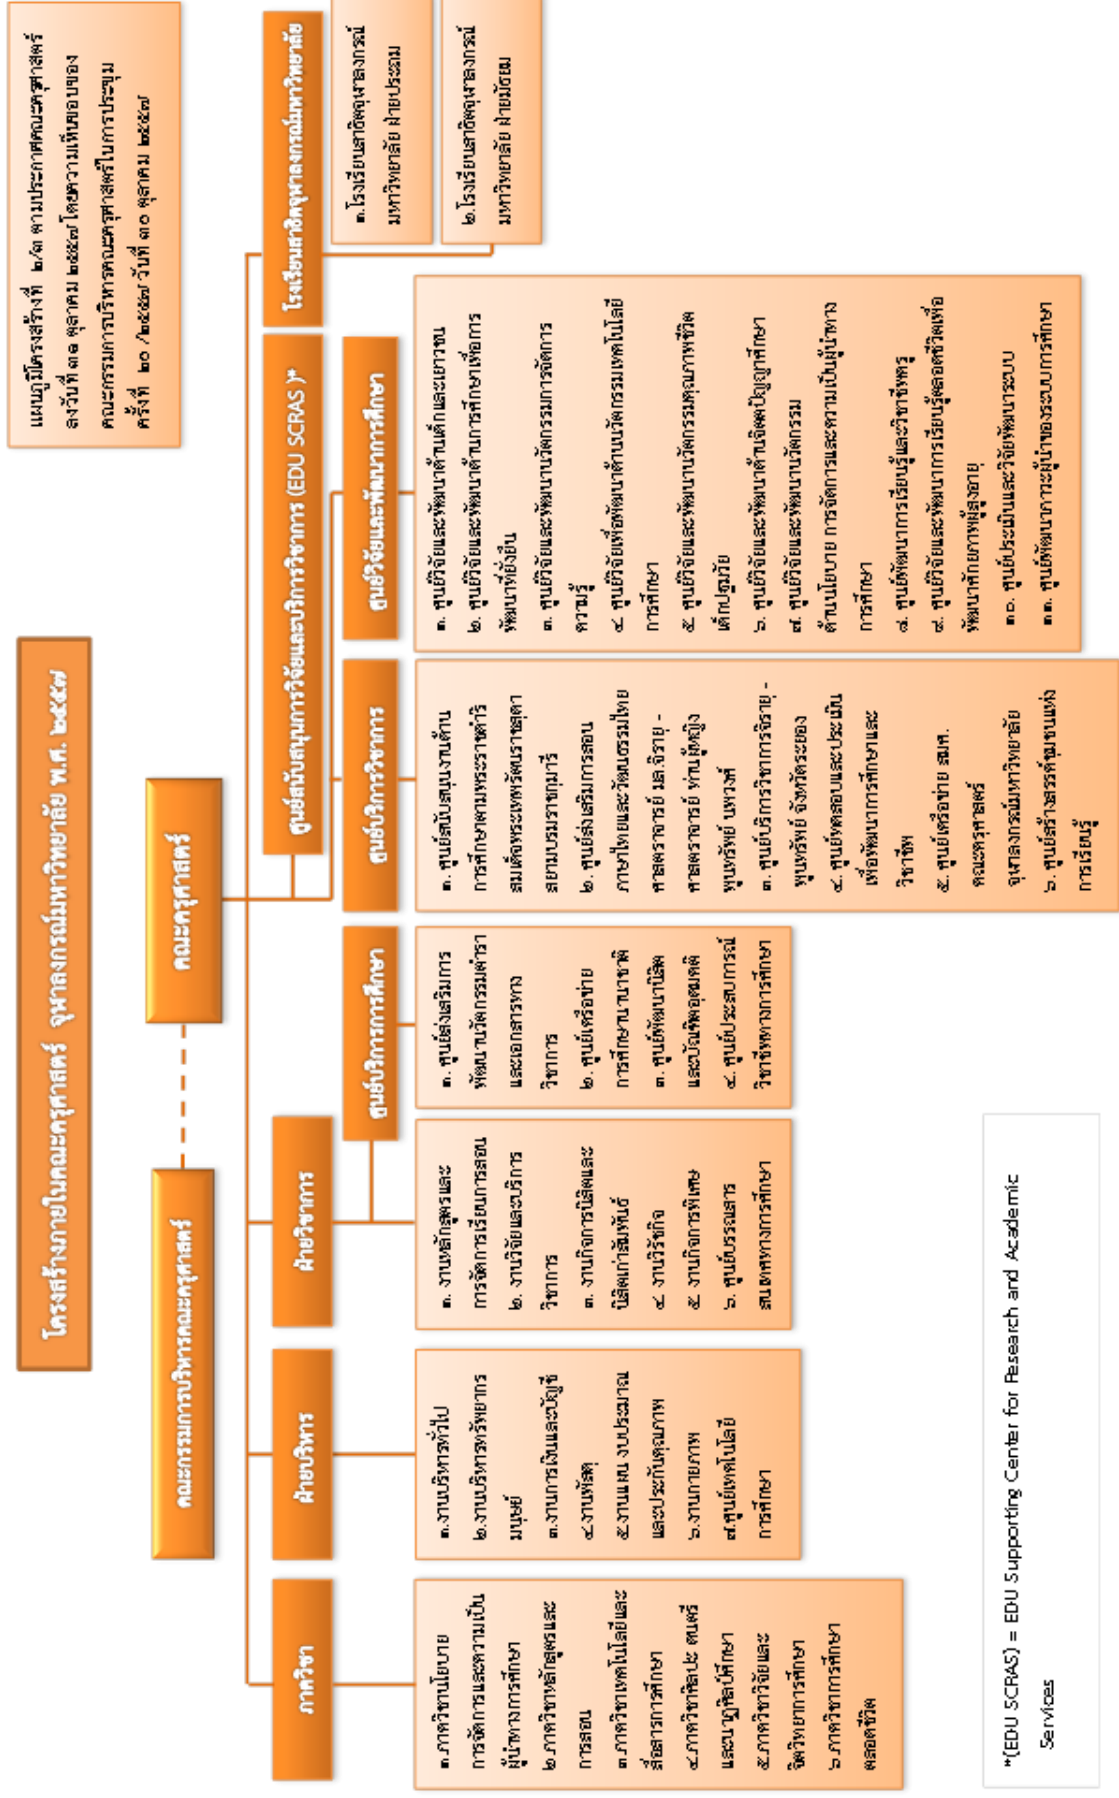 แผนภูมิโครงสร้างที่ ๒/๓ ตามประกาศคณะครุศาสตร์
ลงวันที่ ๓๑ ตุลาคม ๒๕๕๗ โดยความเห็นชอบของ
คณะกรรมการบริหารคณะครุศาสตร์ในการประชุม
ครั้งที่ ๒๐ /๒๕๕๗ วันที่ ๓๐ ตุลาคม ๒๕๕๗
โครงสร้างภายในคณะครุศาสตร์ จุฬาลงกรณ์มหาวิทยาลัย พ.ศ. ๒๕๕๗
คณะกรรมการบริหารคณะครุศาสตร์
คณะครุศาสตร์
ภาควิชา
๑.ภาควิชานโยบาย
การจัดการและความเป็น
ผู้นำทางการศึกษา
๒.ภาควิชาหลักสูตรและ
การสอน
๓.ภาควิชาเทคโนโลยีและ
สื่อสารการศึกษา
๔.ภาควิชาศิลปะ ดนตรี
และนาฏศิลป์ศึกษา
๕.ภาควิชาวิจัยและ
จิตวิทยาการศึกษา
๖.ภาควิชาการศึกษา
ตลอดชีวิต
ฝ่ายบริหาร
๑.งานบริหารทั่วไป
๒.งานบริหารทรัพยากร
มนุษย์
๓.งานการเงินและบัญชี
๔.งานพัสดุ
๕.งานแผน งบประมาณ
และประกันคุณภาพ
๖.งานกายภาพ
๗.ศูนย์เทคโนโลยี
การศึกษา
ฝ่ายวิชาการ
๑. งานหลักสูตรและ
การจัดการเรียนการสอน
๒. งานวิจัยและบริการ
วิชาการ
๓. งานกิจการนิสิตและ
นิสิตเก่าสัมพันธ์
๔. งานวิรัชกิจ
๕. งานกิจการพิเศษ
๖. ศูนย์บรรณสาร
สนเทศทางการศึกษา
ศูนย์บริการการศึกษา
๑. ศูนย์ส่งเสริมการ
พัฒนานวัตกรรมตำรา
และเอกสารทาง
วิชาการ
๒. ศูนย์เครือข่าย
การศึกษานานาชาติ
๓. ศูนย์พัฒนานิสิต
และบัณฑิตอุดมคติ
๔. ศูนย์ประสบการณ์
วิชาชีพทางการศึกษา
ศูนย์สนับสนุนการวิจัยและบริการวิชาการ (EDU SCRAS )*
ศูนย์บริการวิชาการ
๑. ศูนย์สนับสนุนงานด้าน
การศึกษาตามพระราชดำริ
สมเด็จพระเทพรัตนราชสุดา
สยามบรมราชกุมารี
๒. ศูนย์ส่งเสริมการสอน
ภาษาไทยและวัฒนธรรมไทย
ศาสตราจารย์ มล.จิรายุ -
ศาสตราจารย์ ท่านผู้หญิง
พูนทรัพย์ นพวงศ์
๓. ศูนย์บริการวิชาการจิรายุ -
พูนทรัพย์ จังหวัดระยอง
๔. ศูนย์ทดสอบและประเมิน
เพื่อพัฒนาการศึกษาและ
วิชาชีพ
๕. ศูนย์เครือข่าย สมศ.
คณะครุศาสตร์
จุฬาลงกรณ์มหาวิทยาลัย
๖. ศูนย์สร้างสรรค์ชุมชนแห่ง
การเรียนรู้
ศูนย์วิจัยและพัฒนาการศึกษา
๑. ศูนย์วิจัยและพัฒนาด้านเด็กและเยาวชน
๒. ศูนย์วิจัยและพัฒนาด้านการศึกษาเพื่อการ
พัฒนาที่ยั่งยืน
๓. ศูนย์วิจัยและพัฒนานวัตกรรมการจัดการ
ความรู้
๔. ศูนย์วิจัยเพื่อพัฒนาด้านนวัตกรรมเทคโนโลยี
การศึกษา
๕. ศูนย์วิจัยและพัฒนานวัตกรรมคุณภาพชีวิต
เด็กปฐมวัย
๖. ศูนย์วิจัยและพัฒนาด้านจิตตปัญญาศึกษา
๗. ศูนย์วิจัยและพัฒนานวัตกรรม
ด้านนโยบาย การจัดการและความเป็นผู้นำทาง
การศึกษา
๘. ศูนย์พัฒนาการเรียนรู้และวิชาชีพครู
๙. ศูนย์วิจัยและพัฒนาการเรียนรู้ตลอดชีวิตเพื่อ
พัฒนาศักยภาพผู้สูงอายุ
๑๐. ศูนย์ประเมินและวิจัยพัฒนาระบบ
๑๑. ศูนย์พัฒนาภาวะผู้นำของระบบการศึกษา
โรงเรียนสาธิตจุฬาลงกรณ์มหาวิทยาลัย
๑.โรงเรียนสาธิตจุฬาลงกรณ์
มหาวิทยาลัย ฝ่ายประถม
๒.โรงเรียนสาธิตจุฬาลงกรณ์
มหาวิทยาลัย ฝ่ายมัธยม
*(EDU SCRAS) = EDU Supporting Center for Research and Academic
Services